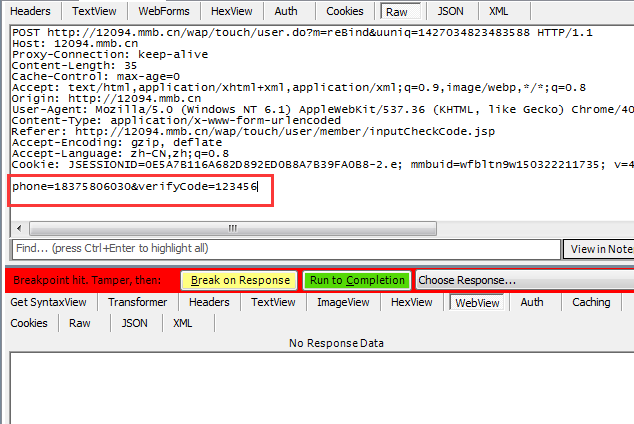 Headers TextView WebForms HexView Auth Cookies Raw JSON XML
POST http://12094.mmb.cn/wap/touch/user.do?m=reBind&uuniq=1427034823483588 HTTP/1.1
Host: 12094.mmb.cn
Proxy-Connection: keep-alive
Content-Length: 35
Cache-Control: max-age=0
Accept: text/html,application/xhtml+xml,application/xml;q=0.9,image/webp,*/*;q=0.8
Origin: http://12094.mmb.cn
User-Agent: Mozilla/5.0 (Windows NT 6.1) AppleWebKit/537.36 (KHTML, like Gecko) Chrome/40
Content-Type: application/x-www-form-urlencoded
Referer: http://12094.mmb.cn/wap/touch/user/member/inputCheckCode.jsp
Accept-Encoding: gzip, deflate
Accept-Language: zh-CN,zh;q=0.8
Cookie: JSESSIONID=0E5A7B116A682D892ED0B8A7B39FA0B8-2.e; mmbuid=wfbltn9w150322211735; v=4
phone=18375806030&verifyCode=123456
Find... (press Ctrl+Enter to highlight all) View in Note
Breakpoint hit. Tamper, then: Break on Response Run to Completion Choose Response...
Get SyntaxView Transformer Headers TextView ImageView HexView WebView Auth Caching
Cookies Raw JSON XML
No Response Data